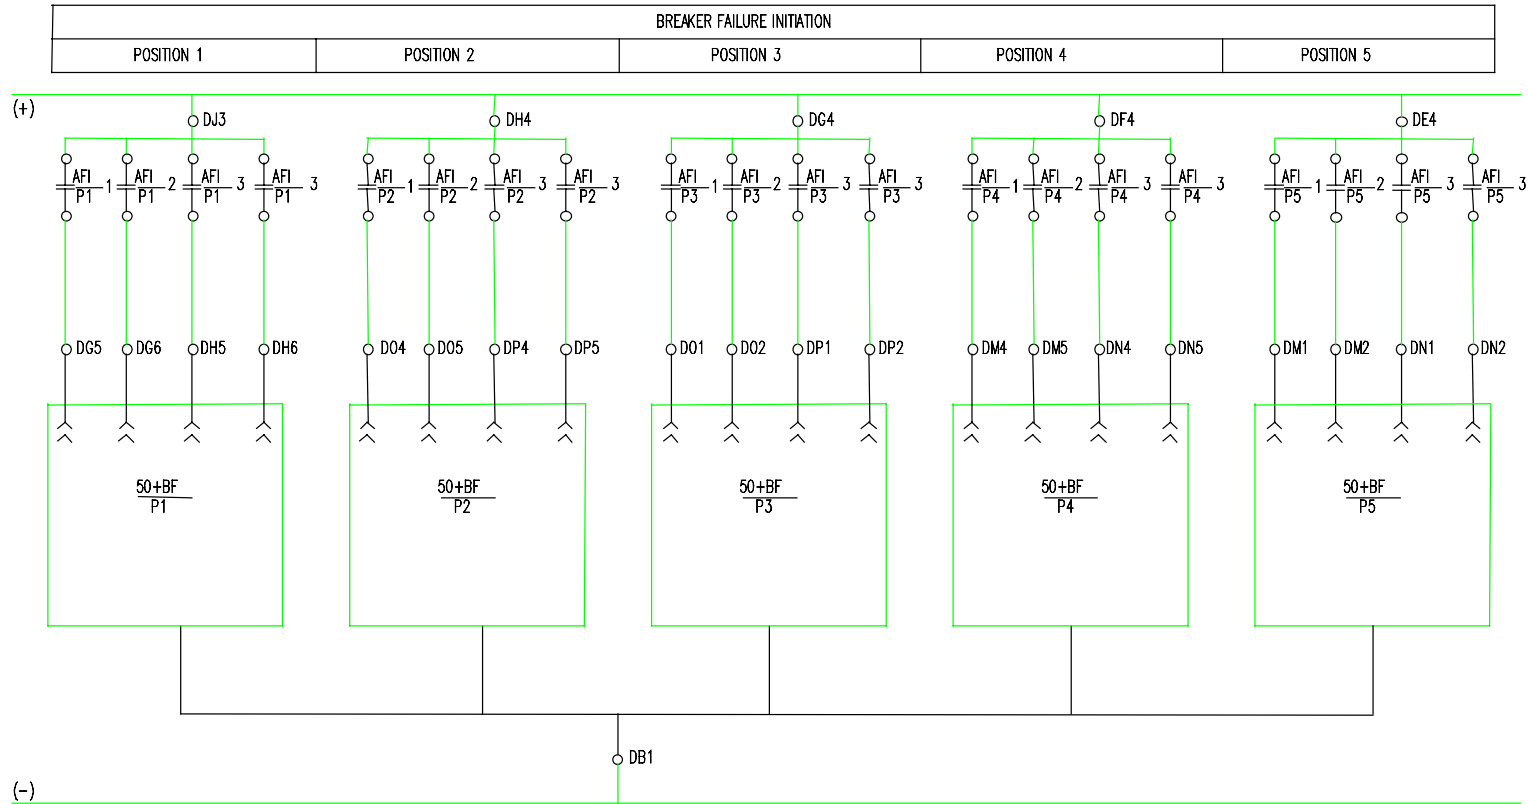 BREAKER FAILURE INITIATION
POSITION 1 POSITION 2 POSITION 3 POSITION 4 POSITION 5
(+)
DJ3 DH4 DG4 DF4 DE4
AFI AFI AFI AFI AFI AFI AFI AFI AFI AFI AFI AFI AFI AFI AFI AFI AFI AFI AFI AFI
1 2 3 3 1 2 3 3 1 2 3 3 1 2 3 3 1 2 3 3
P1 P1 P1 P1 P2 P2 P2 P2 P3 P3 P3 P3 P4 P4 P4 P4 P5 P5 P5 P5
DG5 DG6 DH5 DH6 DO4 DO5 DP4 DP5 DO1 DO2 DP1 DP2 DM4 DM5 DN4 DN5 DM1 DM2 DN1 DN2
50+BF 50+BF 50+BF 50+BF 50+BF
P1 P2 P3 P4 P5
DB1
(-)